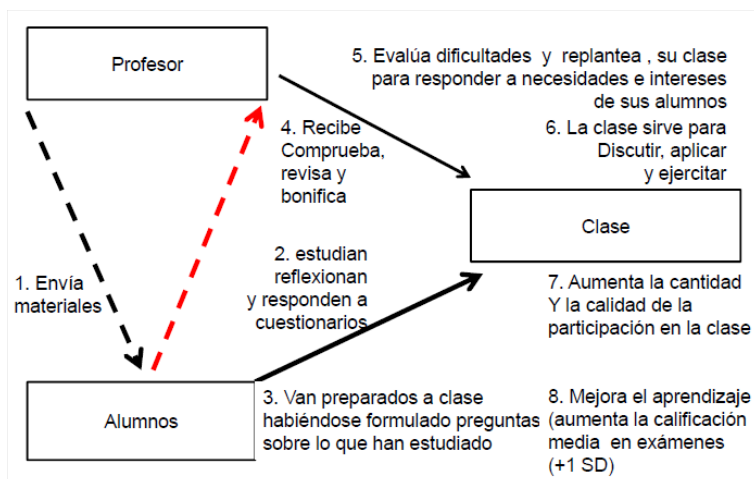 Profesor
5. Evalúa dificultades y replantea , su clase
para responder a necesidades e intereses
de sus alumnos
4. Recibe
Comprueba,
revisa y
bonifica
6. La clase sirve para
Discutir, aplicar
y ejercitar
Clase
1. Envía
materiales
2. estudian
reflexionan
y responden a
cuestionarios
7. Aumenta la cantidad
Y la calidad de la
participación en la clase
Alumnos
3. Van preparados a clase
habiéndose formulado preguntas
sobre lo que han estudiado
8. Mejora el aprendizaje
(aumenta la calificación
media en exámenes
(+1 SD)